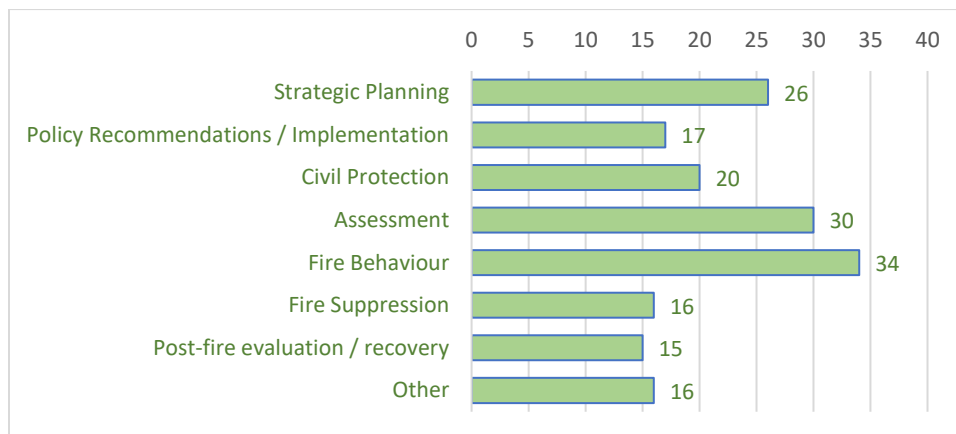 0 5 10 15 20 25 30 35 40
Strategic Planning 26
Policy Recommendations / Implementation 17
Civil Protection 20
Assessment 30
Fire Behaviour 34
Fire Suppression 16
Post-fire evaluation / recovery 15
Other 16